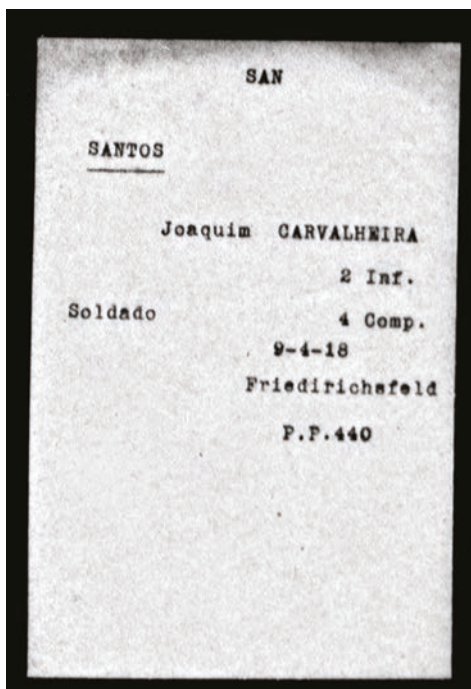 SAN
SANTOS
Joaquim CARVALHEIRA
2 Inf.
Soldado 4 Comp.
9-4-18
Friedirichsfeld
P.P.440